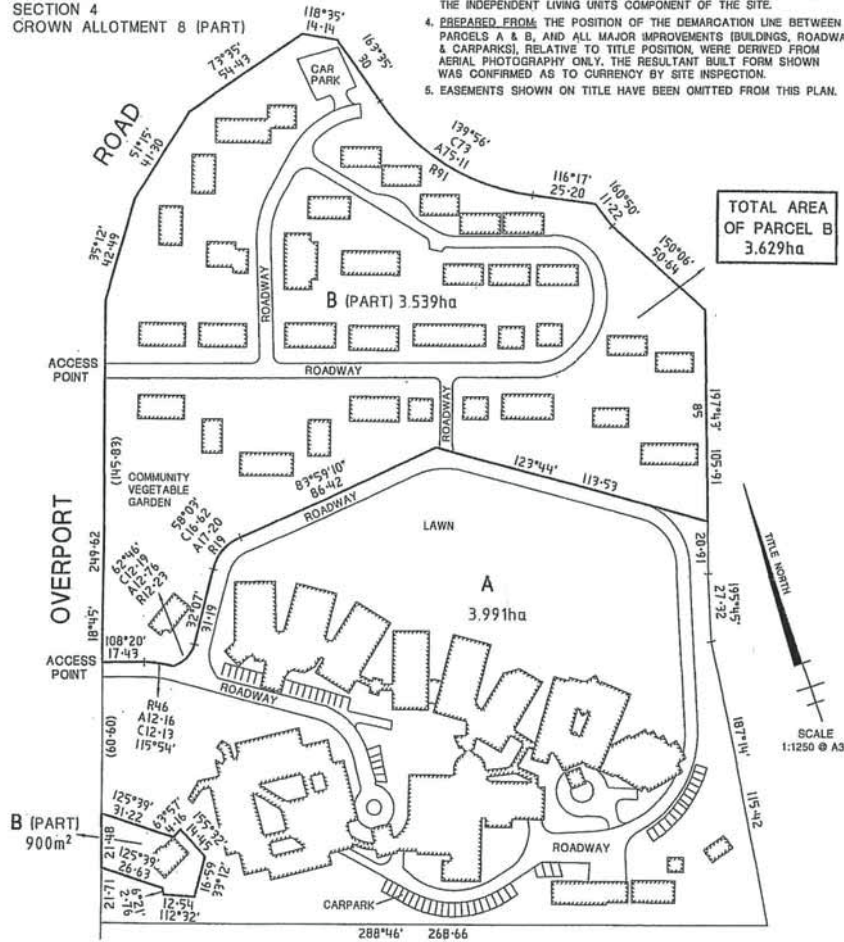 SECTION 4
CROWN ALLOTMENT 8 (PART)
THE INDEPENDENT LIVING UNITS COMPONENT OF THE SITE.
4. PREPARED FROM: THE POSITION OF THE DEMARCATION LINE BETWEEN
PARCELS A & B, AND ALL MAJOR IMPROVEMENTS (BUILDINGS, ROADWA
& CARPARKS), RELATIVE TO TITLE POSITION, WERE DERIVED FROM
AERIAL PHOTOGRAPHY ONLY. THE RESULTANT BUILT FORM SHOWN
WAS CONFIRMED AS TO CURRENCY BY SITE INSPECTION.
5. EASEMENTS SHOWN ON TITLE HAVE BEEN OMITTED FROM THIS PLAN.
118°35'
14·14
163°35'
30
73°35'
54·43
CAR
PARK
ROAD
51°15'
41·30
139°56'
C73
A75·11
R91
116°17'
25·20
160°50'
11·22
TOTAL AREA
OF PARCEL B
3.629ha
35°12'
42·49
150°06'
50·64
ROADWAY
B (PART) 3.539ha
ACCESS
POINT
ROADWAY
ROADWAY
197°43'
85
105·91
(145·83)
COMMUNITY
VEGETABLE
GARDEN
83°59'10"
86·42
ROADWAY
123°44'
113·53
58°03'
C16·62
A17·20
R19
LAWN
OVERPORT
249·62
18°45'
62°46'
C12·19
A12·76
R12·23
32°07'
31·19
A
3.991ha
20·91
195°45'
27·32
TITLE NORTH
108°20'
17·43
ACCESS
POINT
ROADWAY
R46
A12·16
C12·13
115°54'
SCALE
1:1250 @ A3
187°14'
115·42
(60·60)
125°39'
31·22
63°57'
4·16
155°32'
14·45
B (PART)
900m²
21·48
125°39'
26·63
16·59
33°12'
21·71
6°21'
2·76
12·54
112°32'
ROADWAY
CARPARK
288°46' 268·66